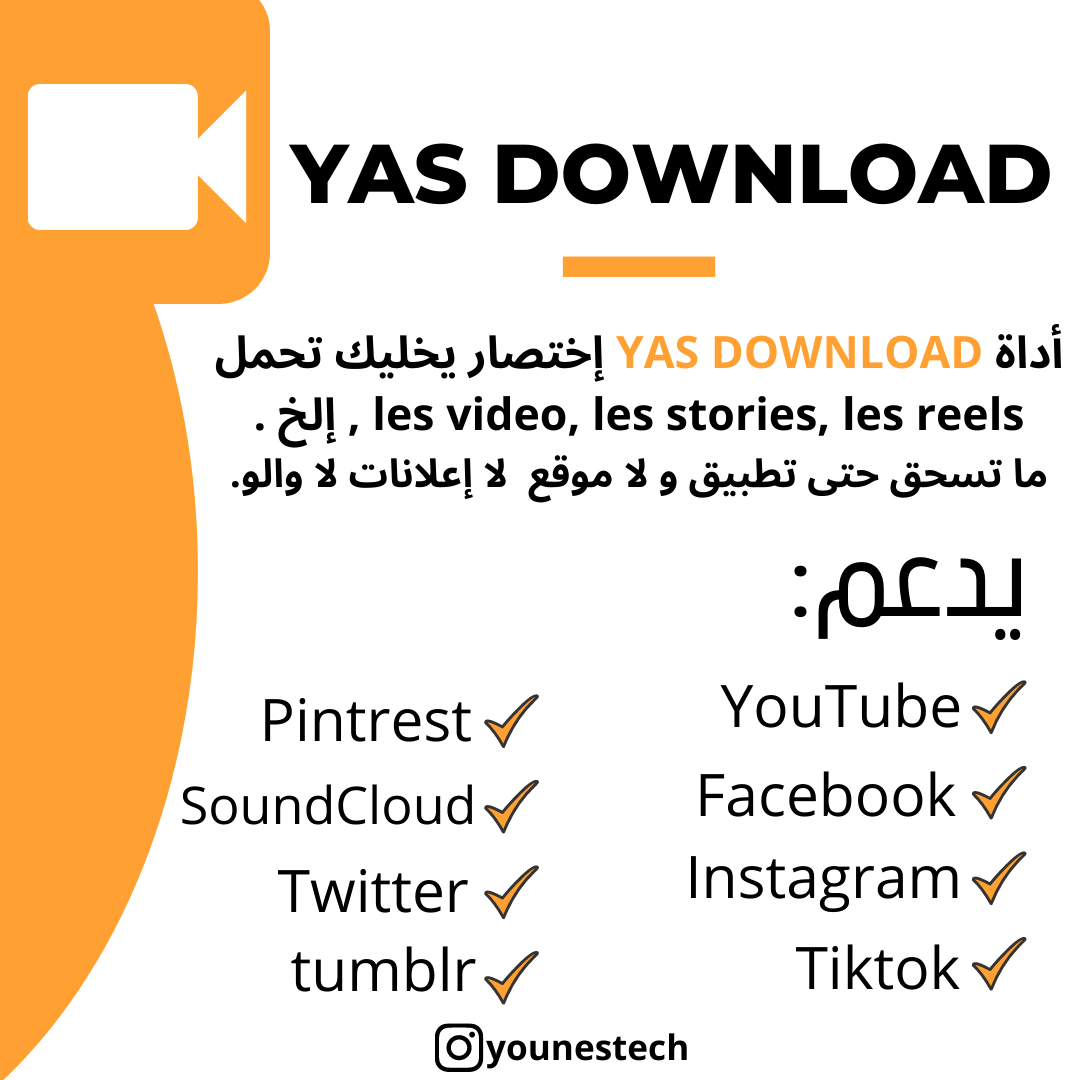 YAS DOWNLOAD
أداة YAS DOWNLOAD إختصار يخليك تحمل
les video, les stories, les reels , إلخ .
ما تسحق حتى تطبيق و لا موقع لا إعلانات لا والو.
يدعم:
YouTube
Facebook
Instagram
Tiktok
Pintrest
SoundCloud
Twitter
tumblr
younestech